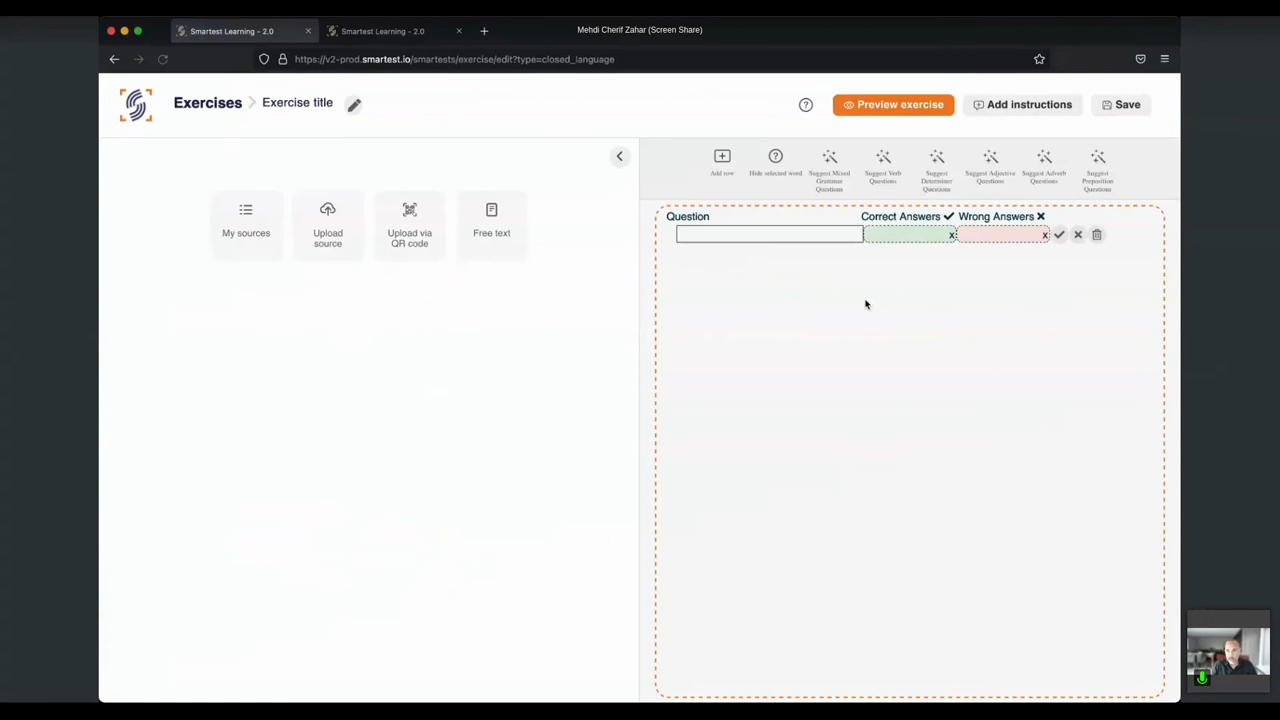 Smartest Learning - 2.0
Smartest Learning - 2.0
Mehdi Cherif Zahar (Screen Share)
https://v2-prod.smartest.io/smartests/exercise/edit?type=closed_language
Exercises
Exercise title
Preview exercise
Add instructions
Save
Add row
Hide selected word
Suggest Mixed
Grammar
Questions
Suggest Verb
Questions
Suggest
Determiner
Questions
Suggest Adjective
Questions
Suggest Adverb
Questions
Suggest
Preposition
Questions
My sources
Upload
source
Upload via
QR code
Free text
Question
Correct Answers
Wrong Answers
x
x